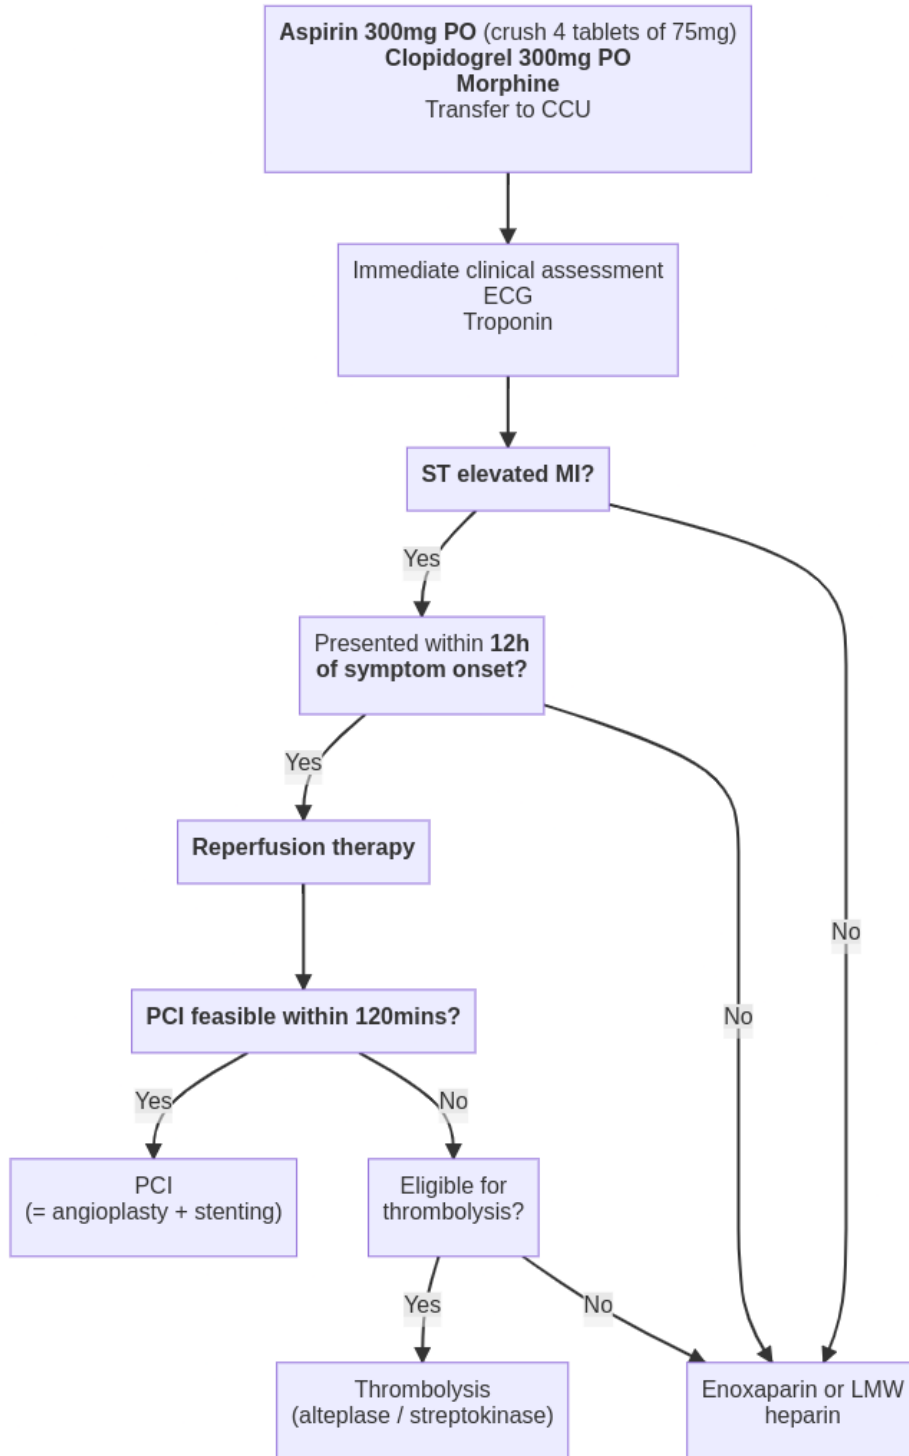 Aspirin 300mg PO (crush 4 tablets of 75mg)
Clopidogrel 300mg PO
Morphine
Transfer to CCU
Immediate clinical assessment
ECG
Troponin
ST elevated MI?
Yes
Presented within 12h
of symptom onset?
Yes
Reperfusion therapy
No
PCI feasible within 120mins?
No
Yes
No
PCI
(= angioplasty + stenting)
Eligible for
thrombolysis?
Yes
No
Thrombolysis
(alteplase / streptokinase)
Enoxaparin or LMW
heparin